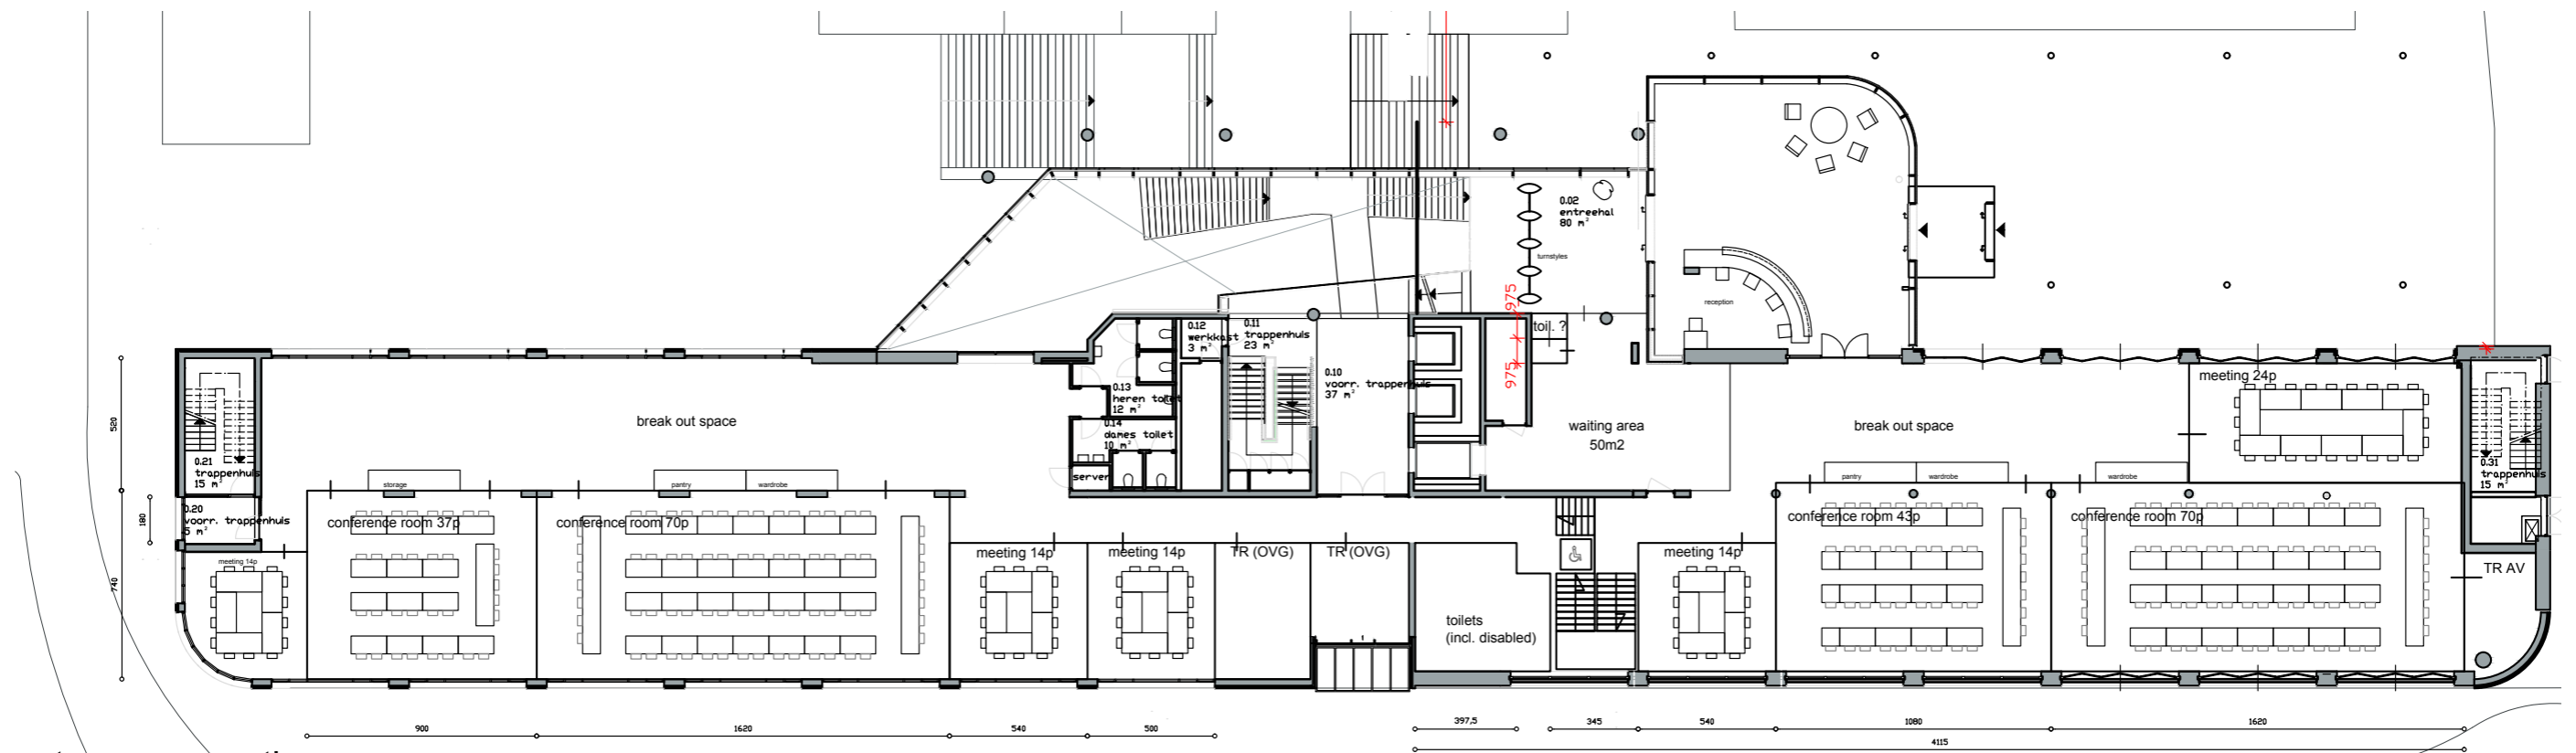 0.02
entreehal
80 m²
turnstyles
reception
975
975
toil. ?
0.12
werkkast
3 m²
0.11
trappenhuis
23 m²
0.10
voorr. trappenhuis
37 m²
0.13
heren toilet
12 m²
0.14
dames toilet
10 m²
server
break out space
waiting area
50m2
break out space
meeting 24p
520
0.21
trappenhuis
15 m²
0.31
trappenhuis
15 m²
storage
pantry
wardrobe
pantry
wardrobe
wardrobe
180
0.20
voorr. trappenhuis
5 m²
conference room 37p
conference room 70p
conference room 43p
conference room 70p
meeting 14p
meeting 14p
meeting 14p
TR (OVG)
TR (OVG)
meeting 14p
TR AV
740
toilets
(incl. disabled)
900
1620
540
500
397,5
345
540
1080
1620
4115